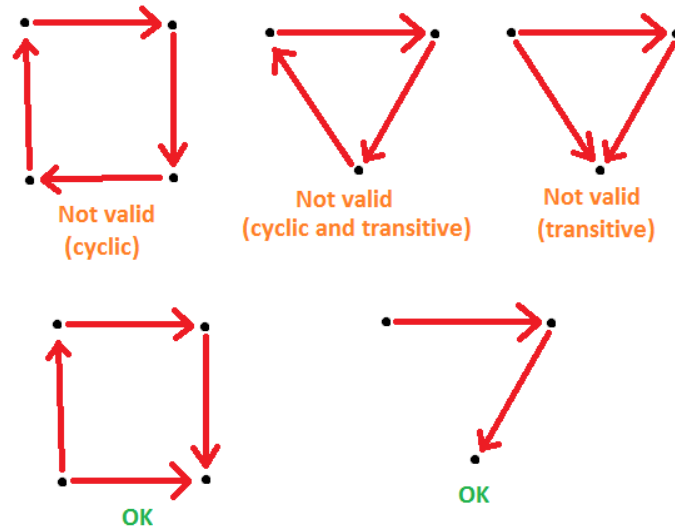 Not valid
(cyclic)
Not valid
(cyclic and transitive)
Not valid
(transitive)
OK
OK